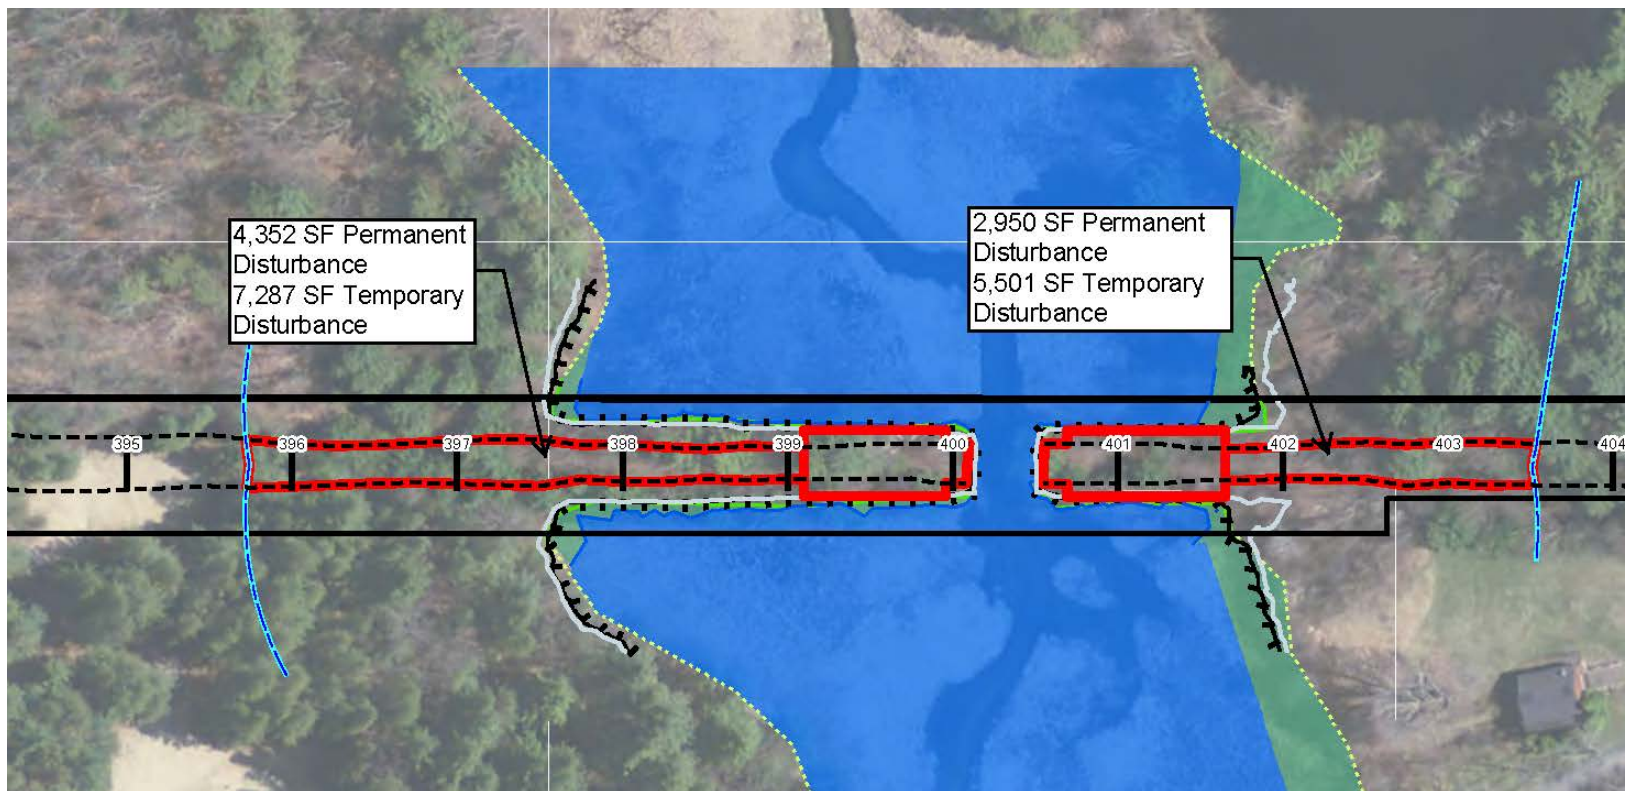 4,352 SF Permanent
Disturbance
7,287 SF Temporary
Disturbance
2,950 SF Permanent
Disturbance
5,501 SF Temporary
Disturbance
395 396 397 398 399 400 401 402 403 404